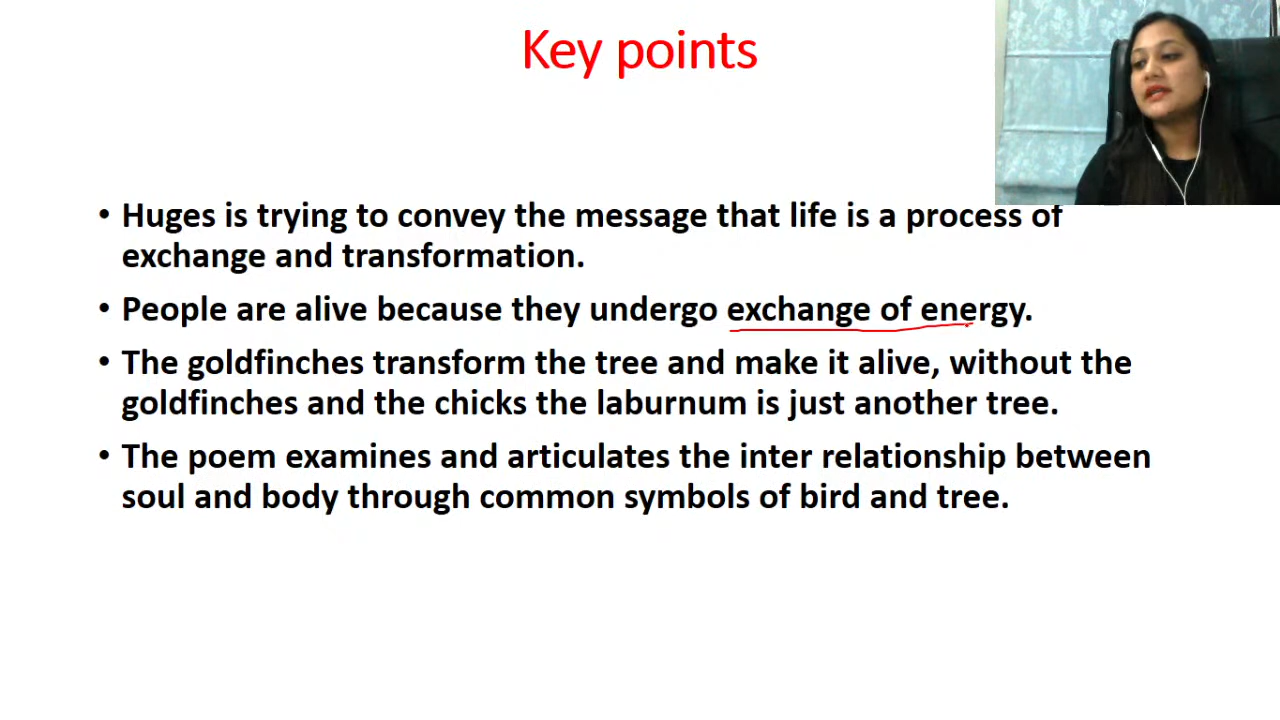 Key points
• Huges is trying to convey the message that life is a process of
exchange and transformation.
• People are alive because they undergo exchange of energy.
• The goldfinches transform the tree and make it alive, without the
goldfinches and the chicks the laburnum is just another tree.
• The poem examines and articulates the inter relationship between
soul and body through common symbols of bird and tree.